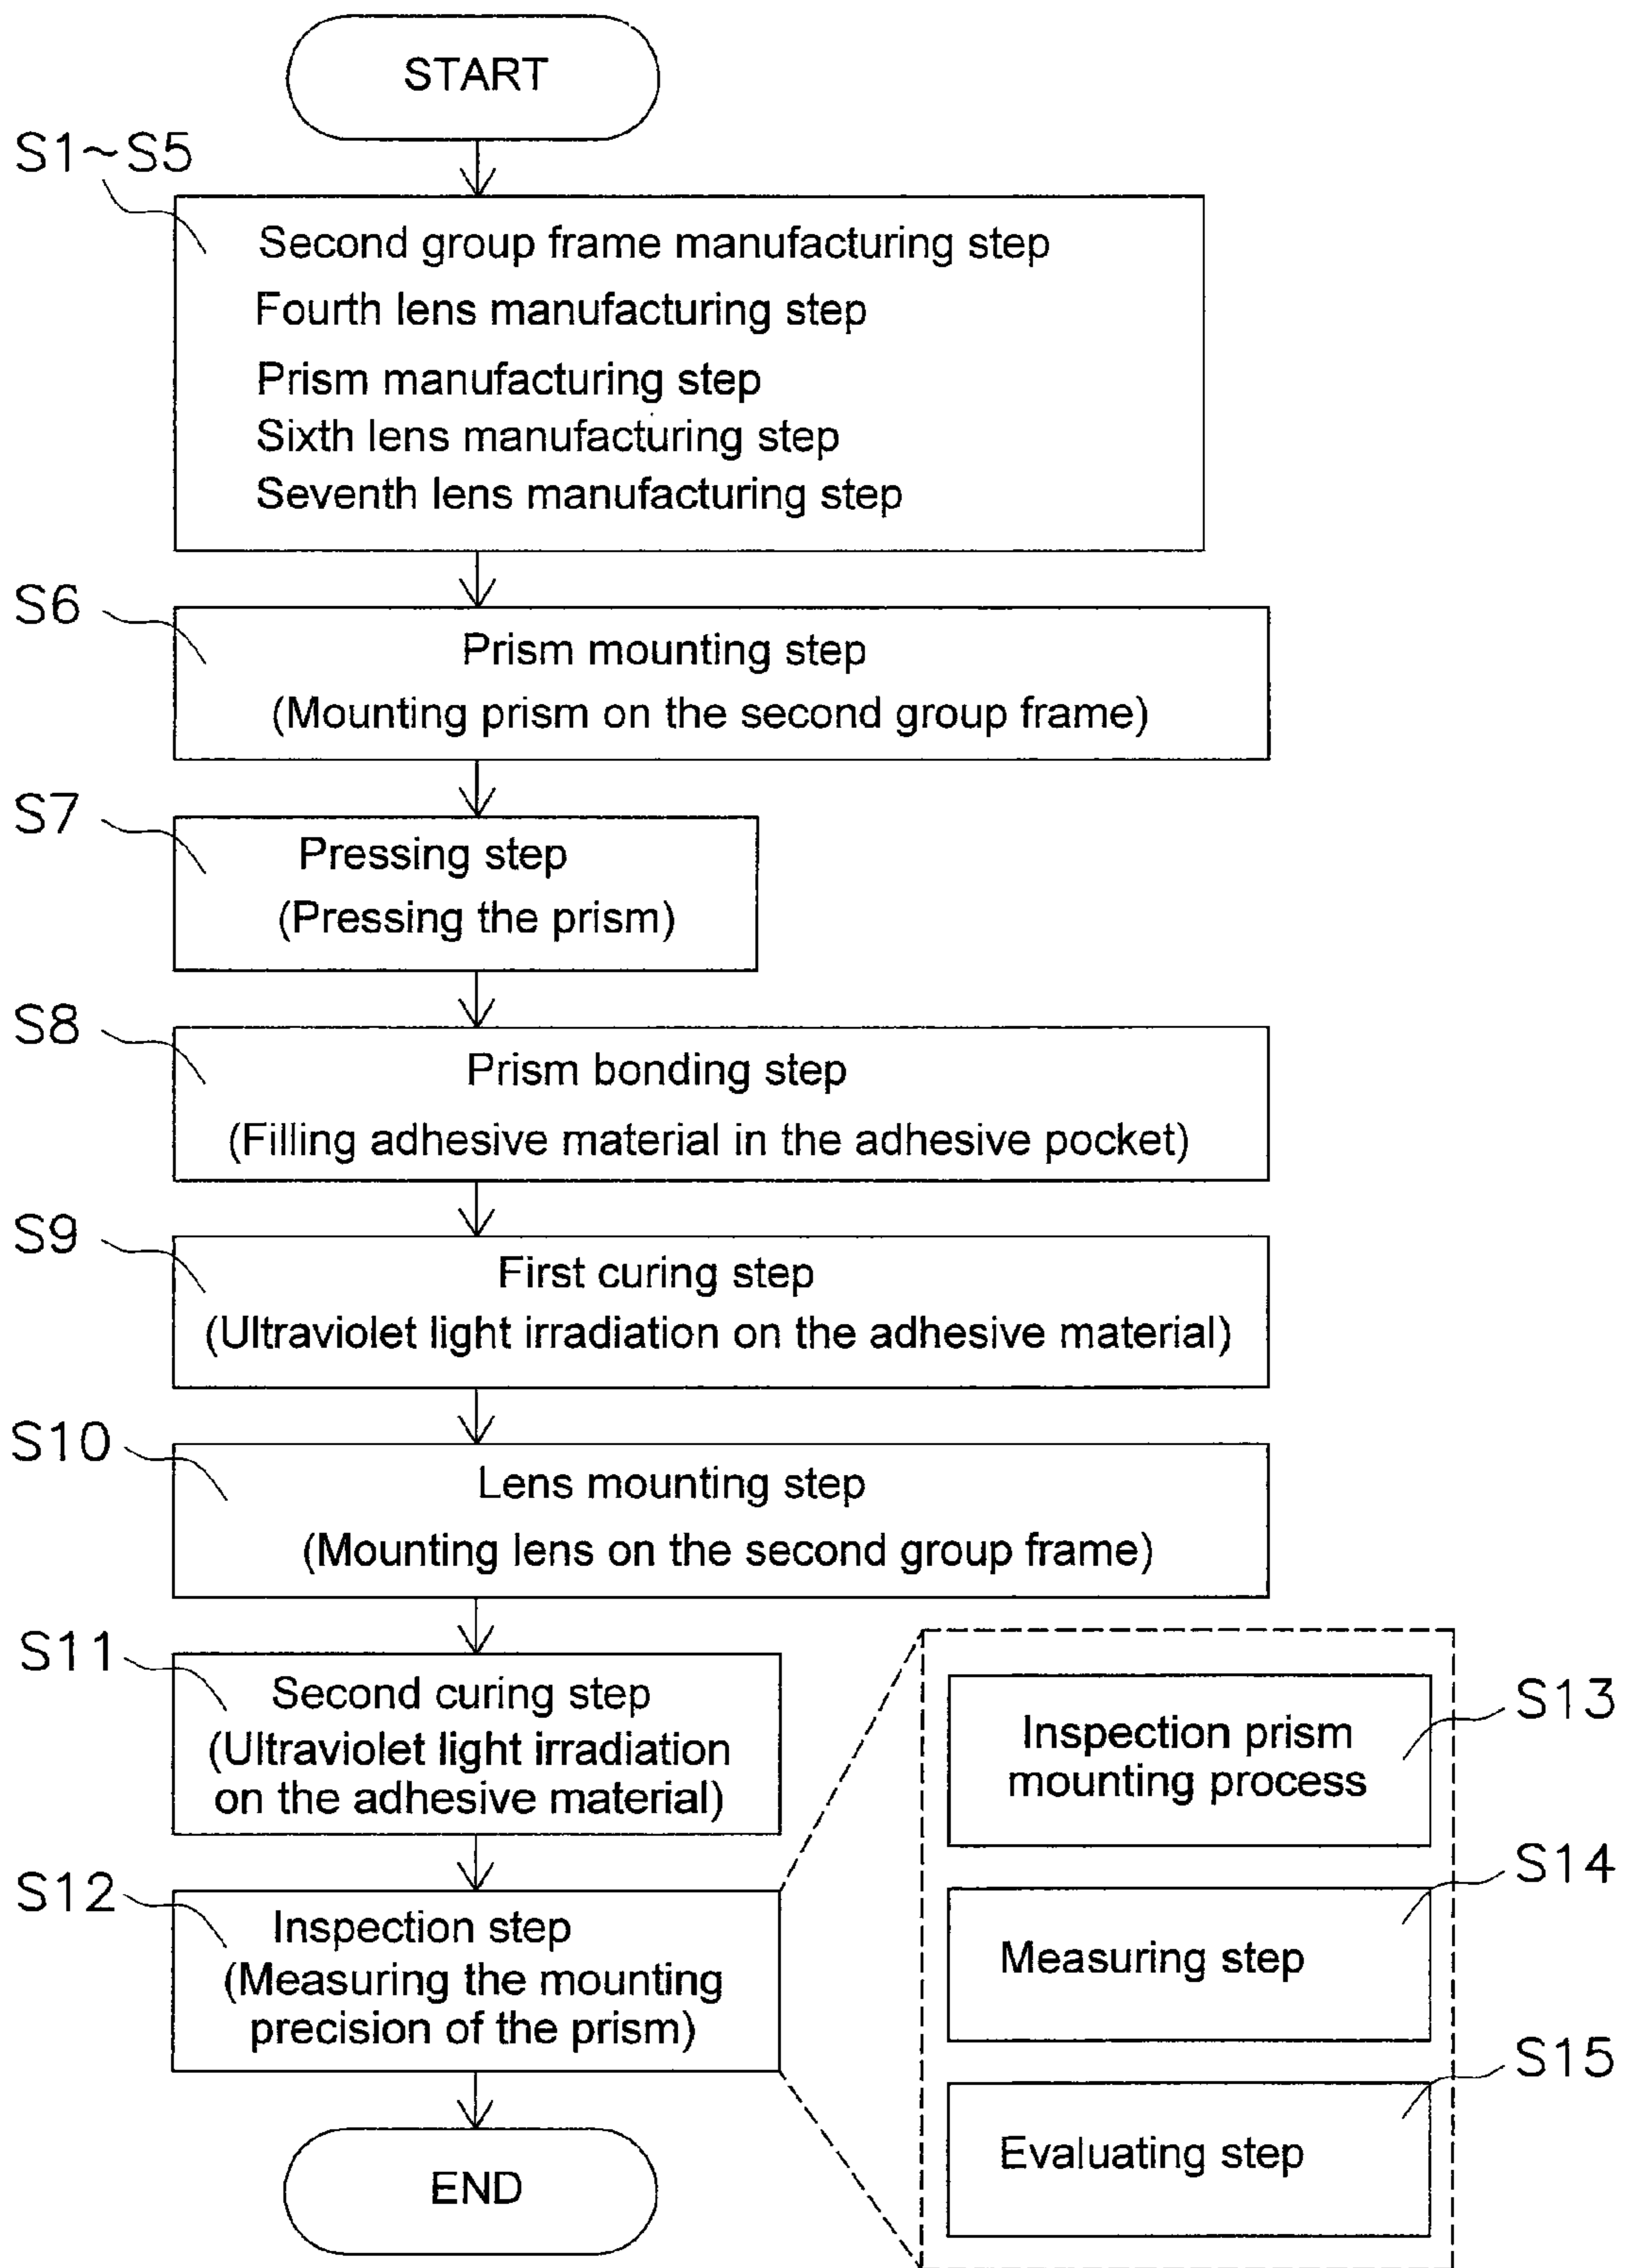 START
S1~S5
Second group frame manufacturing step
Fourth lens manufacturing step
Prism manufacturing step
Sixth lens manufacturing step
Seventh lens manufacturing step
S6
Prism mounting step
(Mounting prism on the second group frame)
S7
Pressing step
(Pressing the prism)
S8
Prism bonding step
(Filling adhesive material in the adhesive pocket)
S9
First curing step
(Ultraviolet light irradiation on the adhesive material)
S10
Lens mounting step
(Mounting lens on the second group frame)
S11
Second curing step
(Ultraviolet light irradiation
on the adhesive material)
S12
Inspection step
(Measuring the mounting
precision of the prism)
END
S13
Inspection prism
mounting process
S14
Measuring step
S15
Evaluating step